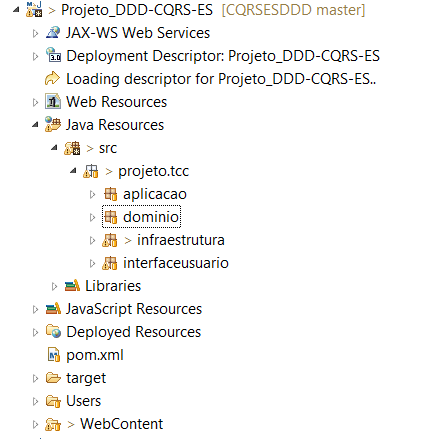 > Projeto_DDD-CQRS-ES [CQRSESDDD master]
JAX-WS Web Services
Deployment Descriptor: Projeto_DDD-CQRS-ES
Loading descriptor for Projeto_DDD-CQRS-ES..
Web Resources
Java Resources
> src
> projeto.tcc
aplicacao
dominio
> infraestrutura
interfaceusuario
Libraries
JavaScript Resources
Deployed Resources
pom.xml
target
Users
> WebContent